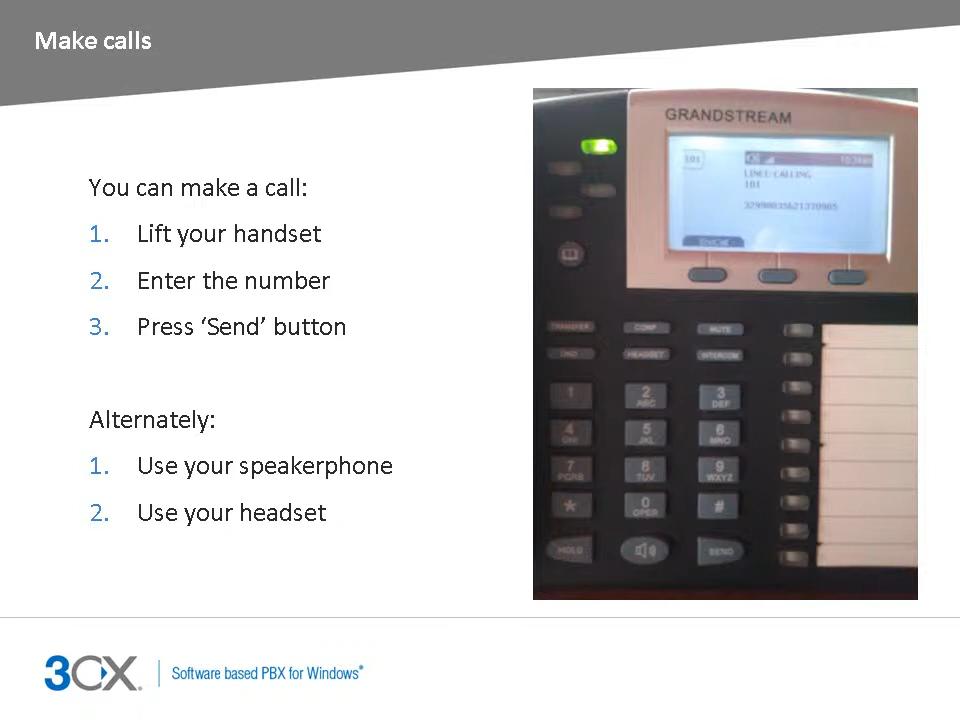 Make calls
You can make a call:
1. Lift your handset
2. Enter the number
3. Press ‘Send’ button
Alternately:
1. Use your speakerphone
2. Use your headset
GRANDSTREAM
101
LINE1:CALLING
101
TRANSFER CONF MUTE
DND HEADSET INTERCOM
1 2 3
ABC DEF
4 5 6
GHI JKL MNO
7 8 9
PQRS TUV WXYZ
* 0 #
OPER
HOLD SEND
3CX® Software based PBX for Windows®